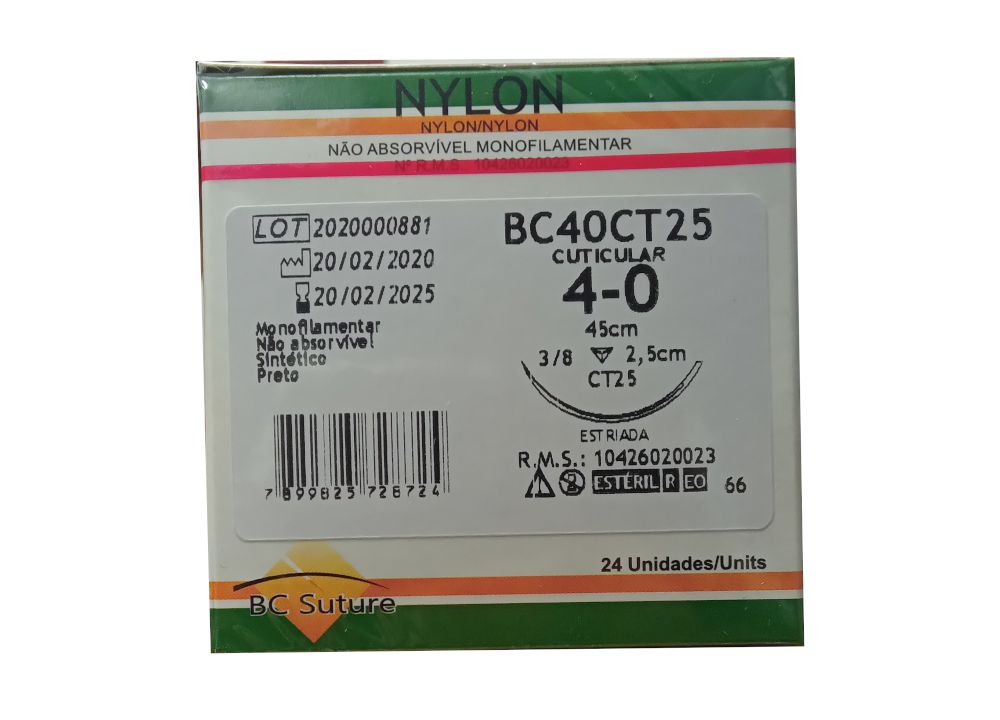 NYLON
NYLON/NYLON
NÃO ABSORVÍVEL MONOFILAMENTAR
Nº R.M.S. 10426020023
LOT 2020000881
20/02/2020
20/02/2025
Monofilamentar
Não absorvível
Sintético
Preto
7 899825 728724
BC40CT25
CUTICULAR
4-0
45cm
3/8 2,5cm
CT25
ESTRIADA
R.M.S.: 10426020023
ESTÉRIL R EO 66
24 Unidades/Units
BC Suture